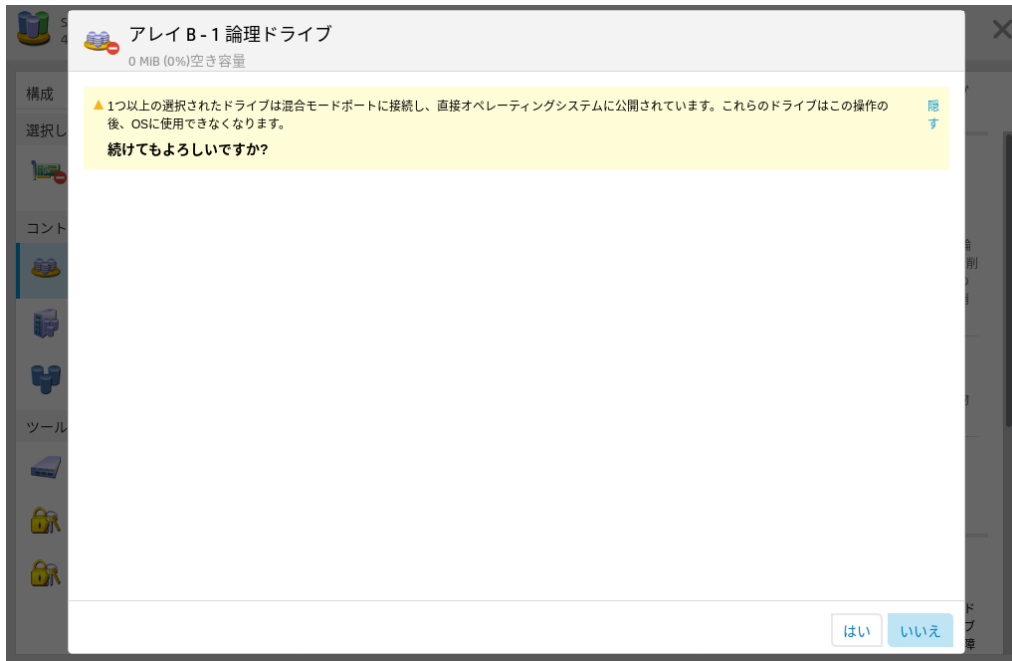 アレイ B - 1 論理ドライブ
0 MiB (0%)空き容量
構成
1つ以上の選択されたドライブは混合モードポートに接続し、直接オペレーティングシステムに公開されています。これらのドライブはこの操作の
後、OSに使用できなくなります。
隠
す
続けてもよろしいですか?
選択し
コント
削
ツール
はい
いいえ
ド
ブ
障